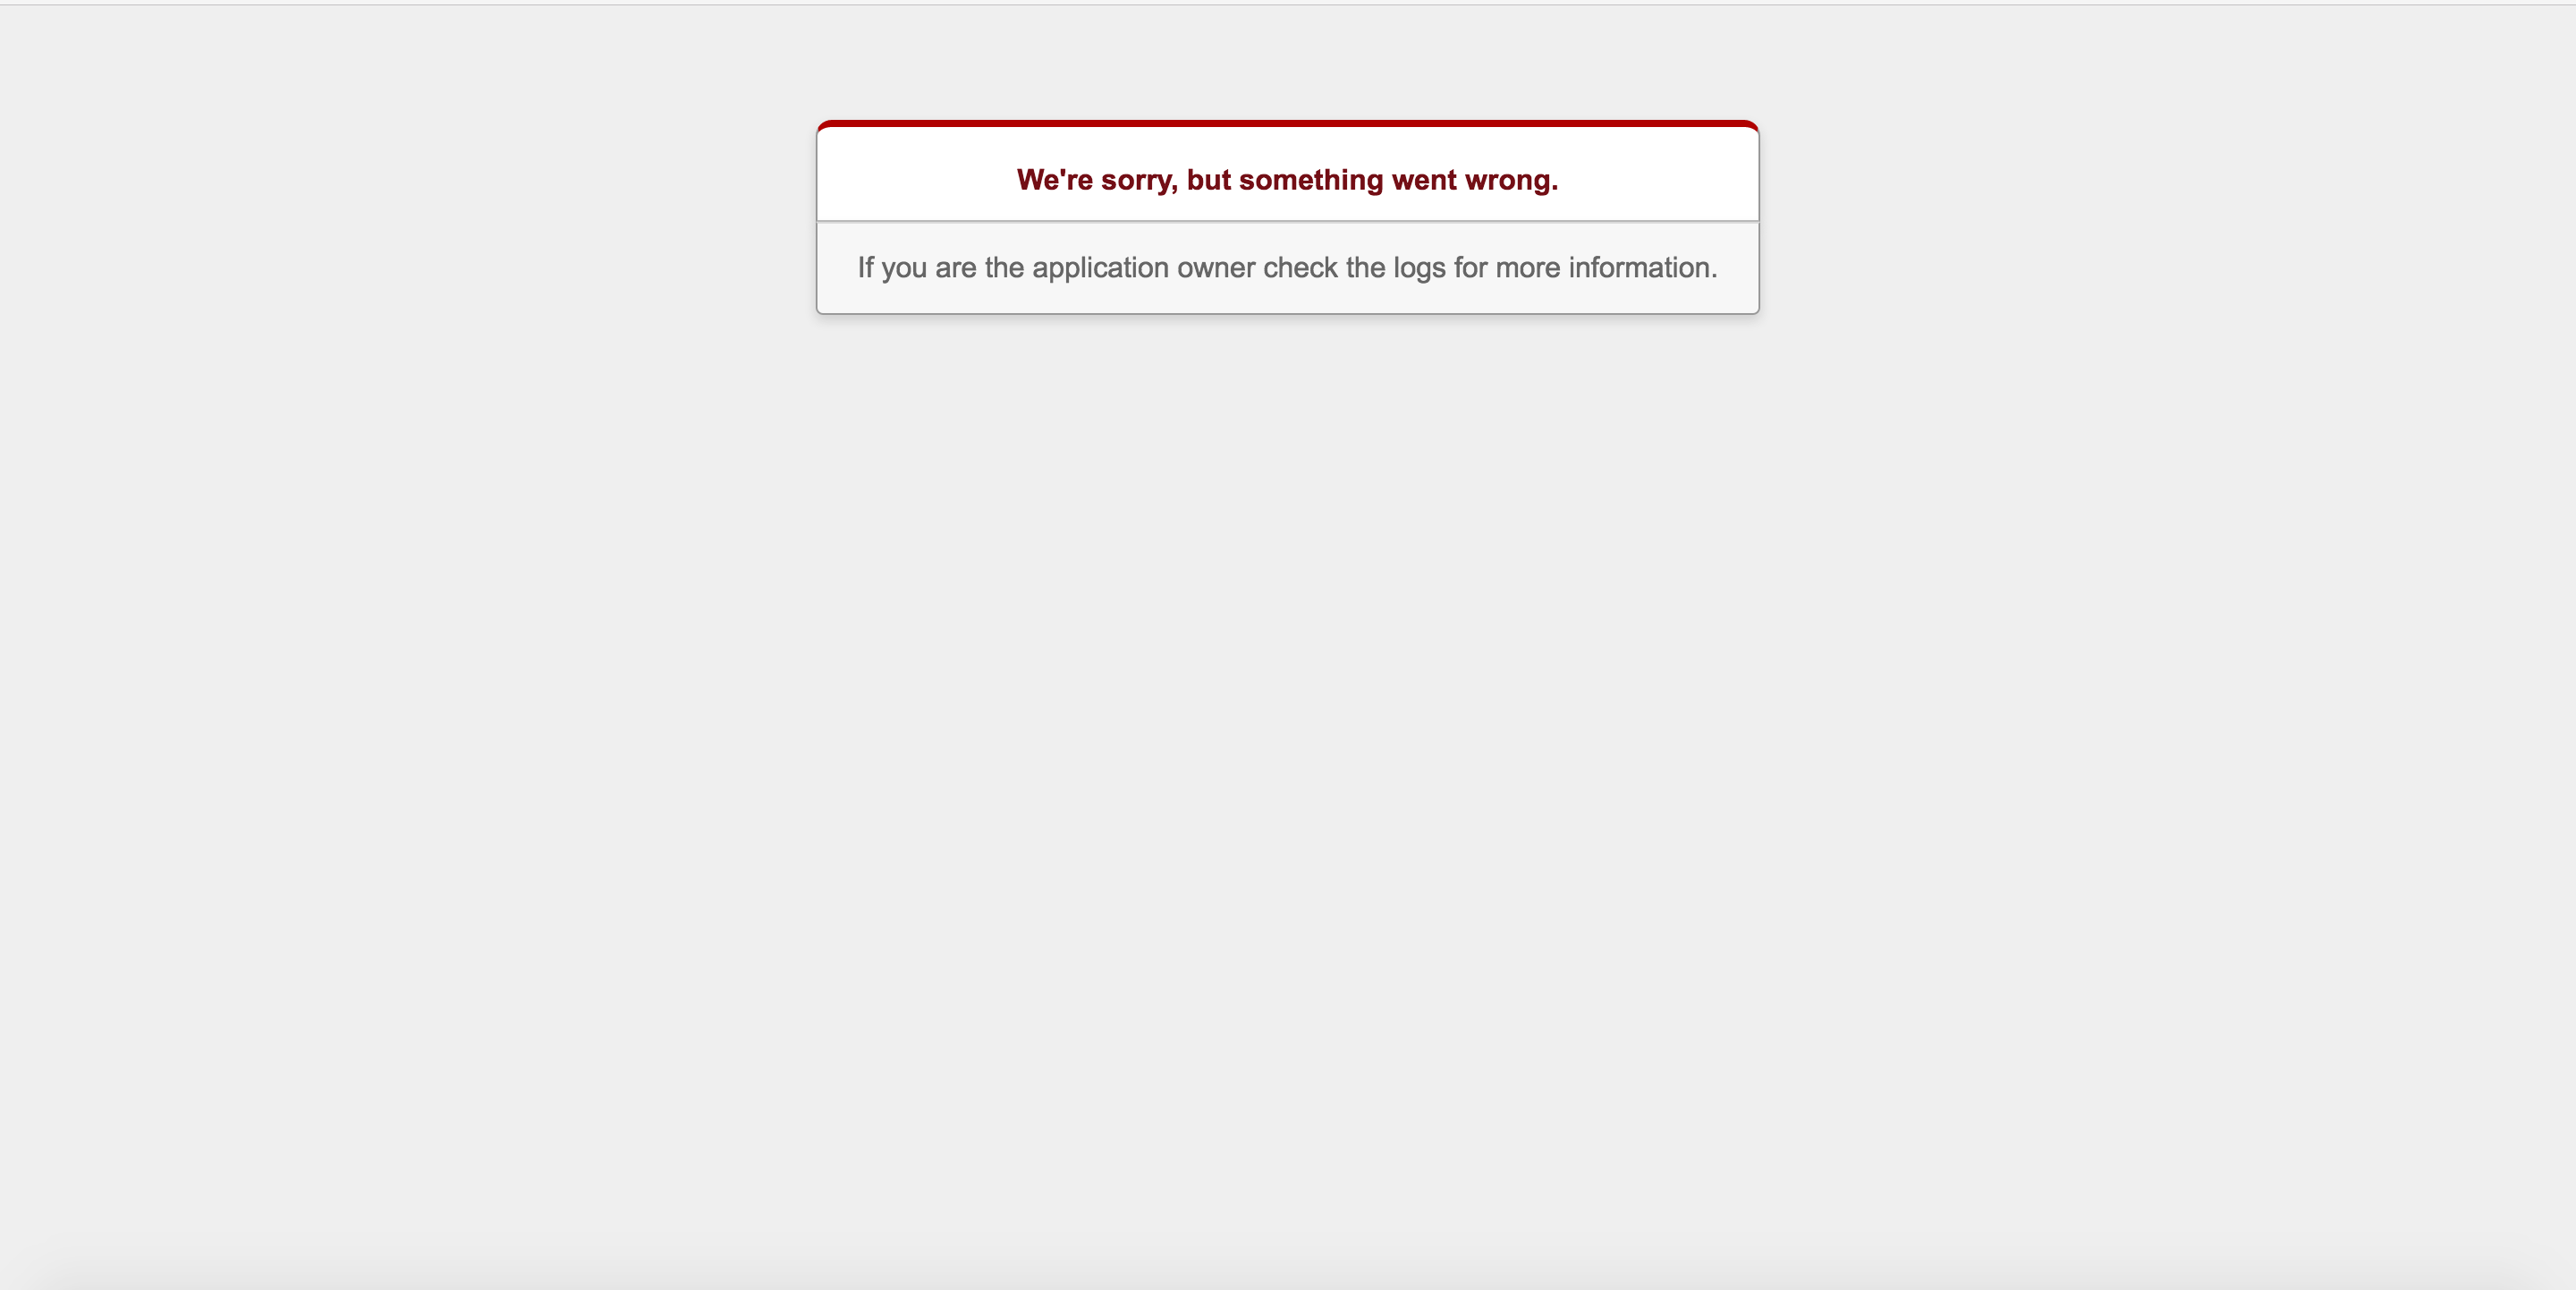 We're sorry, but something went wrong.
If you are the application owner check the logs for more information.